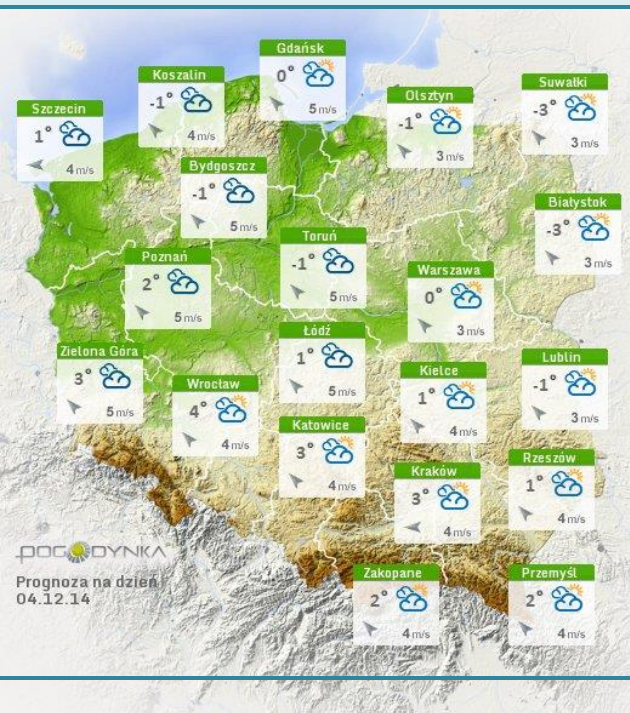 Gdańsk
0°
5 m/s
Koszalin
-1°
4 m/s
Suwałki
-3°
3 m/s
Olsztyn
-1°
3 m/s
Szczecin
1°
4 m/s
Bydgoszcz
-1°
5 m/s
Białystok
-3°
3 m/s
Toruń
-1°
5 m/s
Poznań
2°
5 m/s
Warszawa
0°
3 m/s
Łódź
1°
5 m/s
Zielona Góra
3°
5 m/s
Lublin
-1°
3 m/s
Kielce
1°
4 m/s
Wrocław
4°
4 m/s
Katowice
3°
4 m/s
Rzeszów
1°
4 m/s
Kraków
3°
4 m/s
POGODYNKA
Prognoza na dzień
04.12.14
Zakopane
2°
4 m/s
Przemyśl
2°
4 m/s